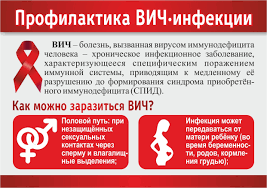 Профилактика ВИЧ-инфекции
ВИЧ – болезнь, вызванная вирусом иммунодефицита
человека – хроническое инфекционное заболевание,
характеризующееся специфическим поражением
иммунной системы, приводящим к медленному её
разрушению до формирования синдрома приобретён-
ного иммунодефицита (СПИД).
Как можно заразиться ВИЧ?
Половой путь: при
незащищённых
сексуальных
контактах через
сперму и влагалищ-
ные выделения;
Инфекция может
передаваться от
матери ребёнку (во
время беременнос-
ти, родов, кормле-
ния грудью);